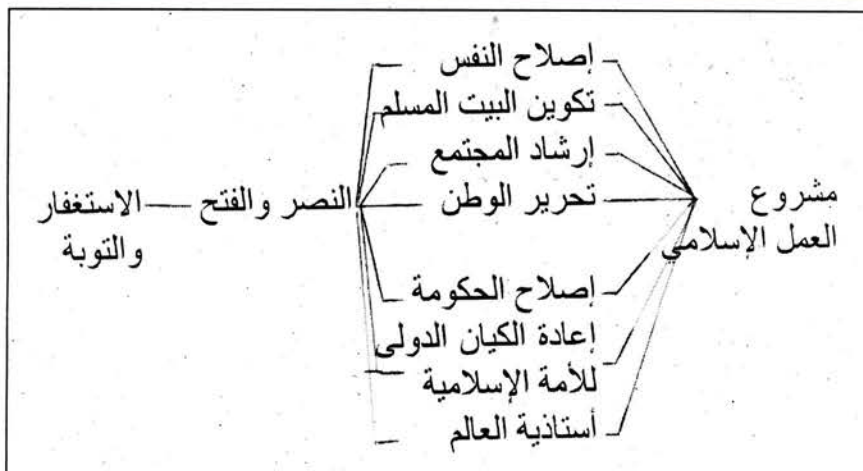 مشروع
العمل الإسلامي
إصلاح النفس
تكوين البيت المسلم
إرشاد المجتمع
تحرير الوطن
إصلاح الحكومة
إعادة الكيان الدولى
للأمة الإسلامية
أستاذية العالم
النصر والفتح
الاستغفار
والتوبة